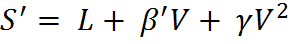 S′ = L + β′V + γV²